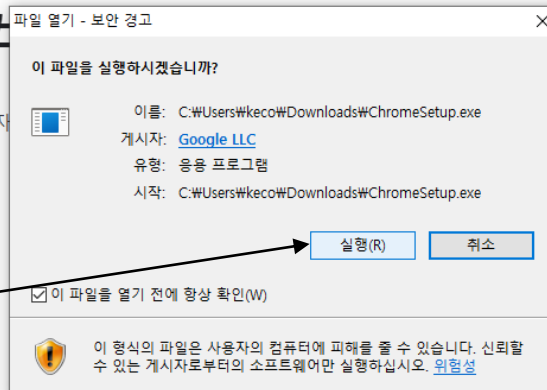 파일 열기 - 보안 경고
이 파일을 실행하시겠습니까?
이름: C:₩Users₩keco₩Downloads₩ChromeSetup.exe
게시자: Google LLC
유형: 응용 프로그램
시작: C:₩Users₩keco₩Downloads₩ChromeSetup.exe
실행(R) 취소
이 파일을 열기 전에 항상 확인(W)
이 형식의 파일은 사용자의 컴퓨터에 피해를 줄 수 있습니다. 신뢰할
수 있는 게시자로부터의 소프트웨어만 실행하십시오. 위험성